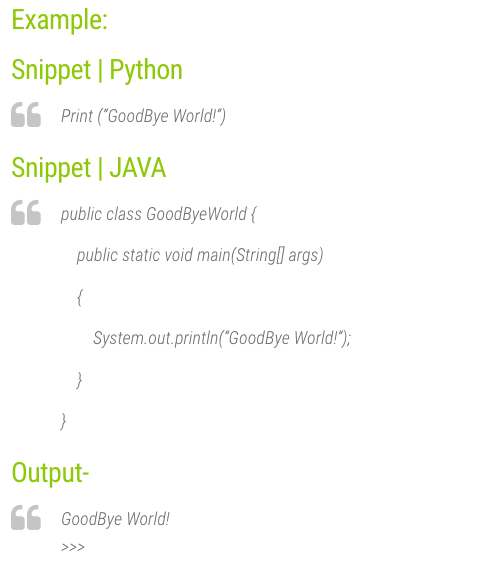 Example:
Snippet | Python
Print (“GoodBye World!“)
Snippet | JAVA
public class GoodByeWorld {
public static void main(String[] args)
{
System.out.println(“GoodBye World!“);
}
}
Output-
GoodBye World!
>>>